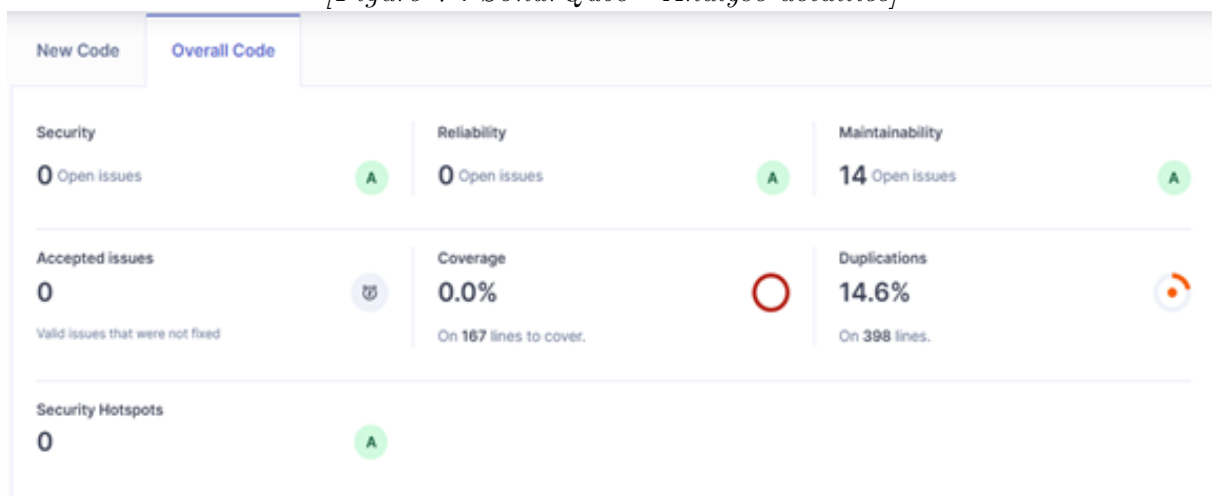 New Code Overall Code
Security
0 Open issues A
Reliability
0 Open issues A
Maintainability
14 Open issues A
Accepted issues
0
Valid issues that were not fixed
Coverage
0.0%
On 167 lines to cover.
Duplications
14.6%
On 398 lines.
Security Hotspots
0 A